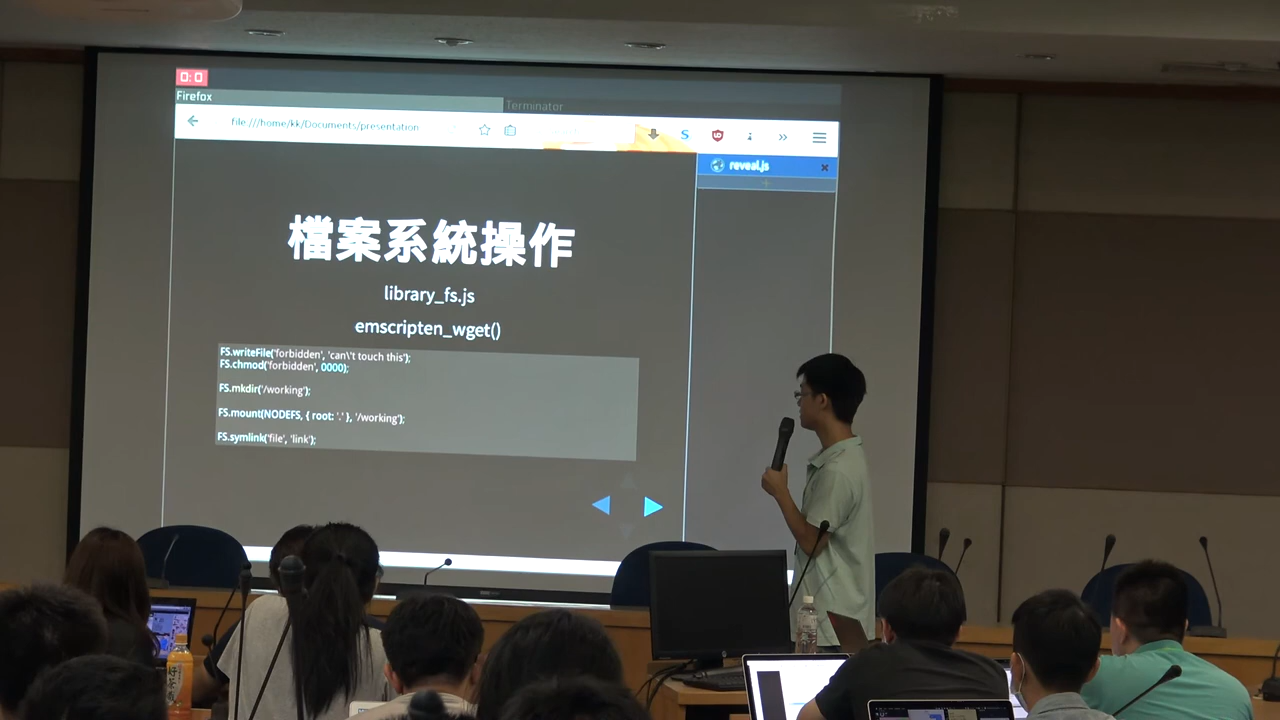 0: 0
Firefox
Terminator
file:///home/kk/Documents/presentation
S
reveal.js
檔案系統操作
library_fs.js
emscripten_wget()
FS.writeFile('forbidden', 'can\'t touch this');
FS.chmod('forbidden', 0000);
FS.mkdir('/working');
FS.mount(NODEFS, { root: '.' }, '/working');
FS.symlink('file', 'link');